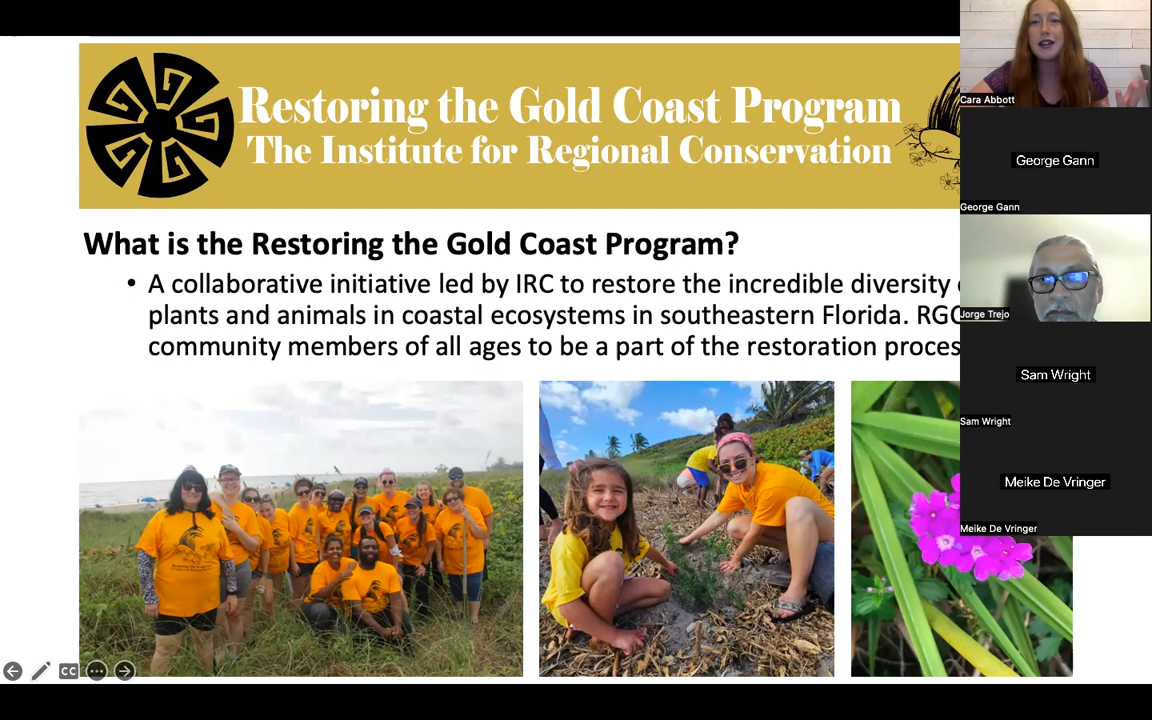 Restoring the Gold Coast Program
The Institute for Regional Conservation
What is the Restoring the Gold Coast Program?
• A collaborative initiative led by IRC to restore the incredible diversity
plants and animals in coastal ecosystems in southeastern Florida.
community members of all ages to be a part of the restoration
Cara Abbott
George Gann
George Gann
Jorge Trejo
Sam Wright
Sam Wright
Meike De Vringer
Meike De Vringer
CC